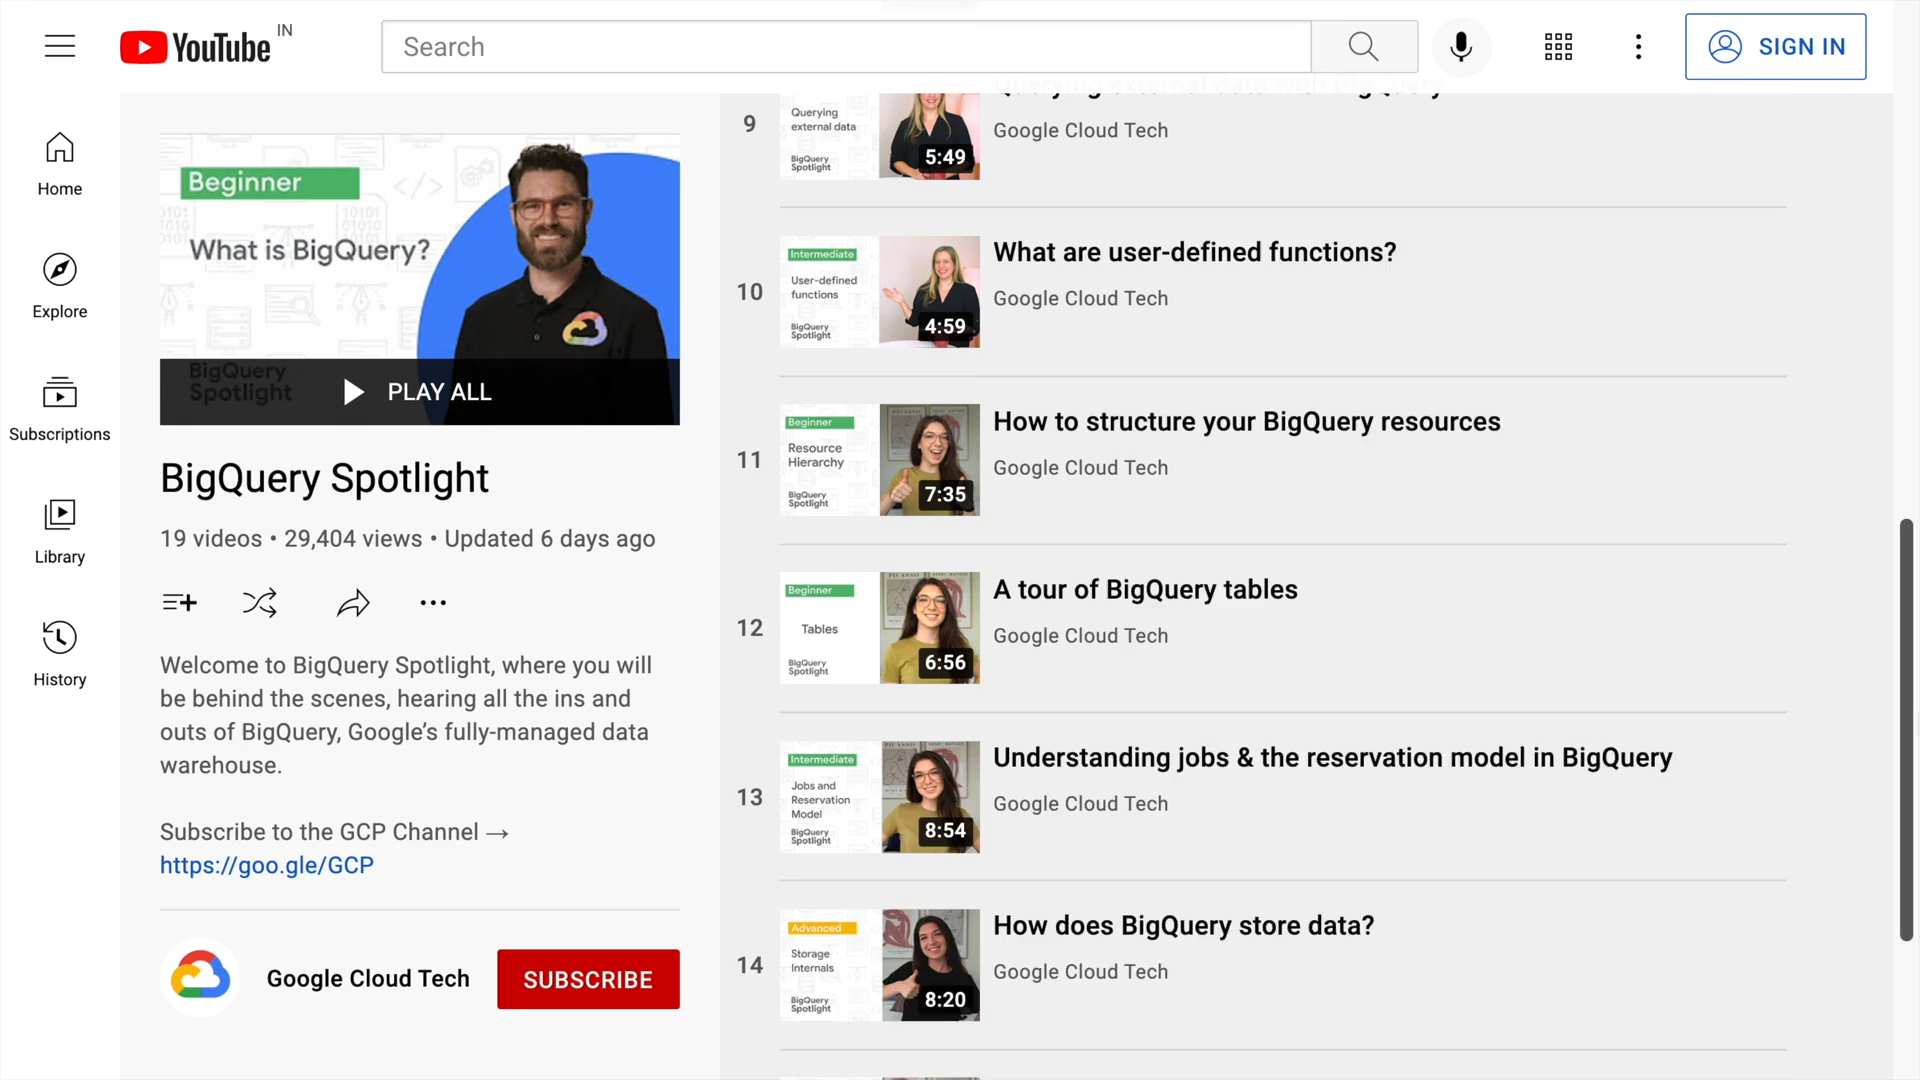 YouTube IN
Search
SIGN IN
Home
Explore
Subscriptions
Library
History
Beginner
What is BigQuery?
BigQuery
Spotlight
PLAY ALL
BigQuery Spotlight
19 videos • 29,404 views • Updated 6 days ago
Welcome to BigQuery Spotlight, where you will
be behind the scenes, hearing all the ins and
outs of BigQuery, Google's fully-managed data
warehouse.
Subscribe to the GCP Channel →
https://goo.gle/GCP
Google Cloud Tech
SUBSCRIBE
9
Querying
external data
BigQuery
Spotlight
5:49
Querying external data with BigQuery
Google Cloud Tech
10
Intermediate
User-defined
functions
BigQuery
Spotlight
4:59
What are user-defined functions?
Google Cloud Tech
11
Beginner
Resource
Hierarchy
BigQuery
Spotlight
PICASSO
7:35
How to structure your BigQuery resources
Google Cloud Tech
12
Beginner
Tables
BigQuery
Spotlight
PICASSO
6:56
A tour of BigQuery tables
Google Cloud Tech
13
Intermediate
Jobs and
Reservation
Model
BigQuery
Spotlight
PICASSO
8:54
Understanding jobs & the reservation model in BigQuery
Google Cloud Tech
14
Advanced
Storage
Internals
BigQuery
Spotlight
8:20
How does BigQuery store data?
Google Cloud Tech